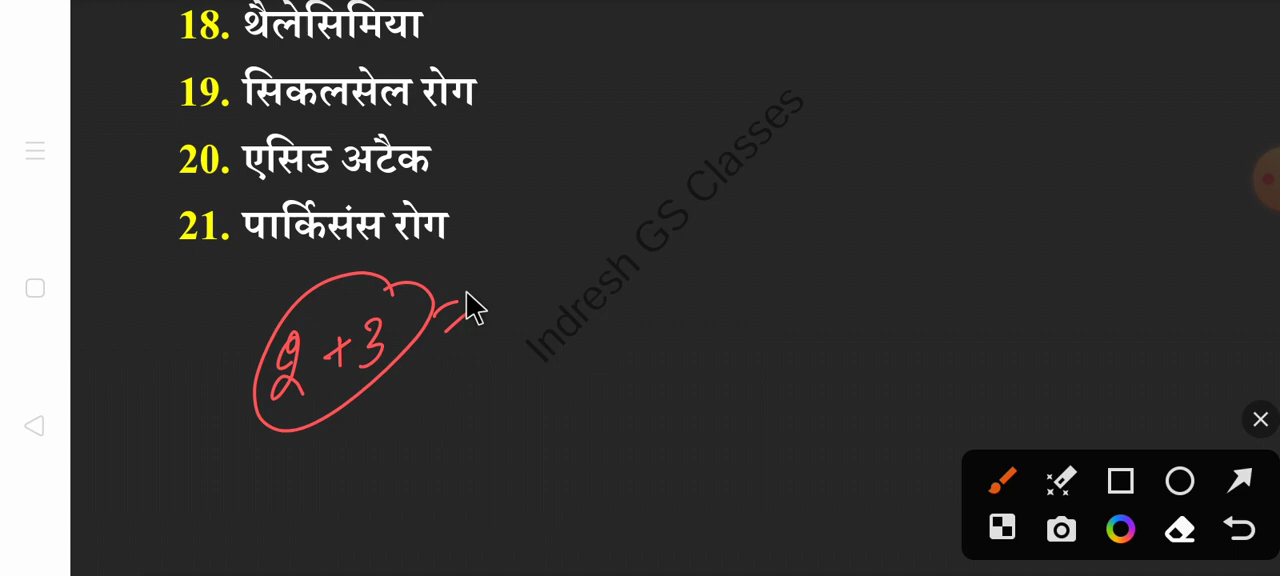 18. थैलेसिमिया
19. सिकलसेल रोग
20. एसिड अटैक
21. पार्किसंस रोग
2 + 3 =
Indresh GS Classes